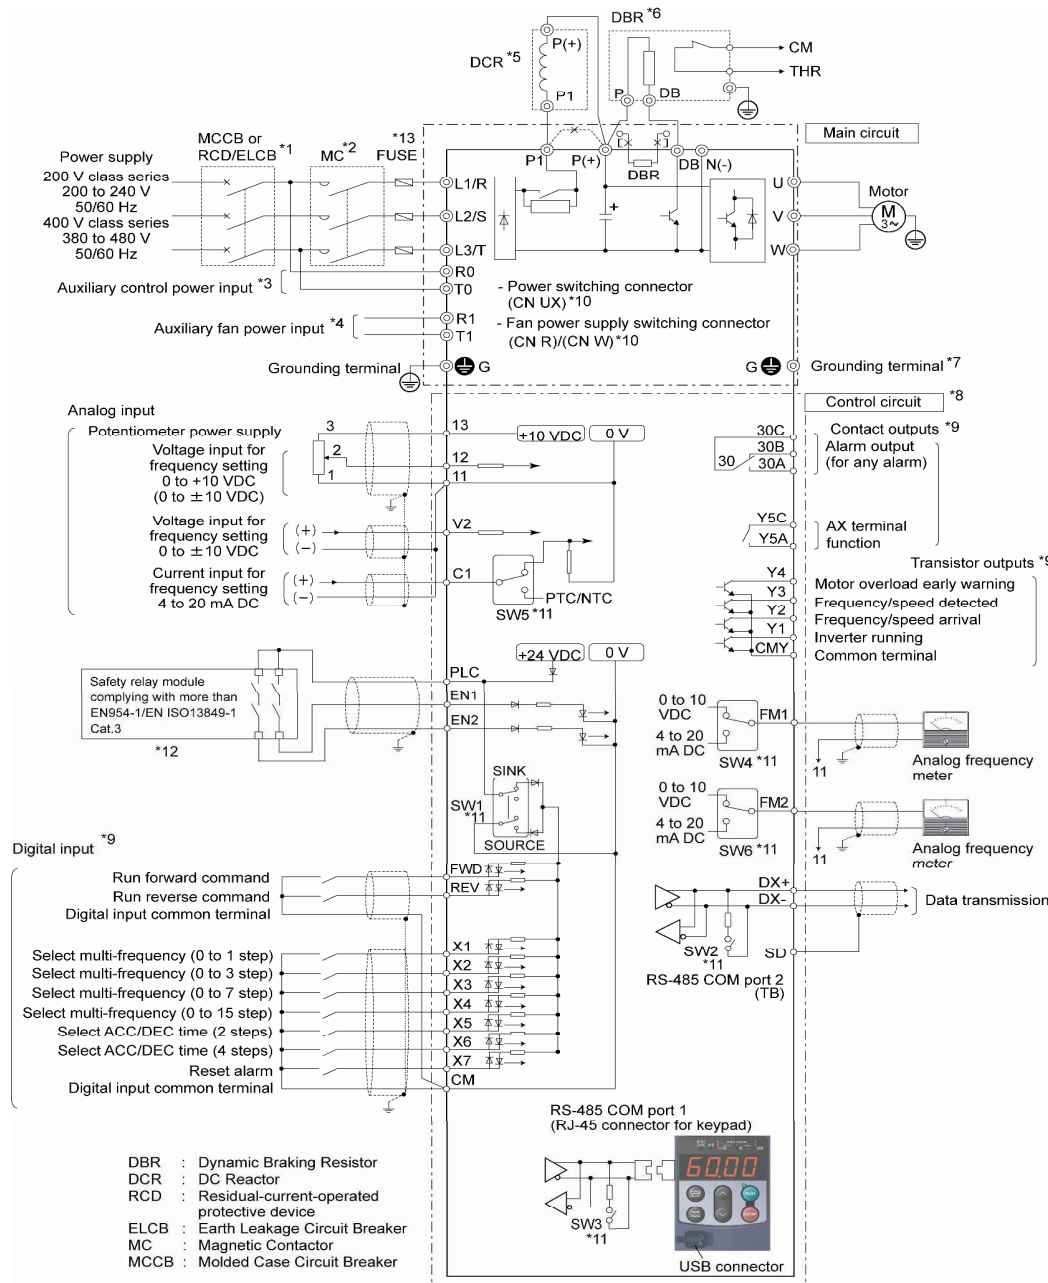 DBR *6
DCR *5
P(+)
P1
CM
THR
P
DB
Main circuit
MCCB or
RCD/ELCB *1
MC*2
*13
FUSE
Power supply
200 V class series
200 to 240 V
50/60 Hz
400 V class series
380 to 480 V
50/60 Hz
P1
P(+)
DBR
DB
N(-)
L1/R
L2/S
L3/T
R0
T0
U
V
W
Motor
M
3~
Auxiliary control power input *3
- Power switching connector
(CN UX)*10
Auxiliary fan power input *4
R1
T1
- Fan power supply switching connector
(CN R)/(CN W)*10
Grounding terminal
G
G
Grounding terminal *7
Control circuit *8
Analog input
Potentiometer power supply
Voltage input for
frequency setting
0 to +10 VDC
(0 to ±10 VDC)
3
2
1
13
12
11
+10 VDC
0 V
Voltage input for
frequency setting
0 to ±10 VDC
(+)
(−)
V2
Current input for
frequency setting
4 to 20 mA DC
(+)
(−)
C1
PTC/NTC
SW5 *11
30C
30B
30
30A
Contact outputs *9
Alarm output
(for any alarm)
Y5C
Y5A
AX terminal
function
Transistor outputs *9
Y4
Motor overload early warning
Y3
Frequency/speed detected
Y2
Frequency/speed arrival
Y1
Inverter running
CMY
Common terminal
+24 VDC
0 V
PLC
EN1
EN2
Safety relay module
complying with more than
EN954-1/EN ISO13849-1
Cat.3
*12
0 to 10
VDC
4 to 20
mA DC
FM1
SW4 *11
11
Analog frequency
meter
SINK
SW1
*11
SOURCE
0 to 10
VDC
4 to 20
mA DC
FM2
SW6 *11
11
Analog frequency
meter
Digital input *9
Run forward command
Run reverse command
Digital input common terminal
FWD
REV
DX+
DX-
Data transmission
SD
SW2
*11
RS-485 COM port 2
(TB)
Select multi-frequency (0 to 1 step)
Select multi-frequency (0 to 3 step)
Select multi-frequency (0 to 7 step)
Select multi-frequency (0 to 15 step)
Select ACC/DEC time (2 steps)
Select ACC/DEC time (4 steps)
Reset alarm
Digital input common terminal
X1
X2
X3
X4
X5
X6
X7
CM
RS-485 COM port 1
(RJ-45 connector for keypad)
60.00
SW3
*11
USB connector
DBR : Dynamic Braking Resistor
DCR : DC Reactor
RCD : Residual-current-operated
protective device
ELCB : Earth Leakage Circuit Breaker
MC : Magnetic Contactor
MCCB : Molded Case Circuit Breaker